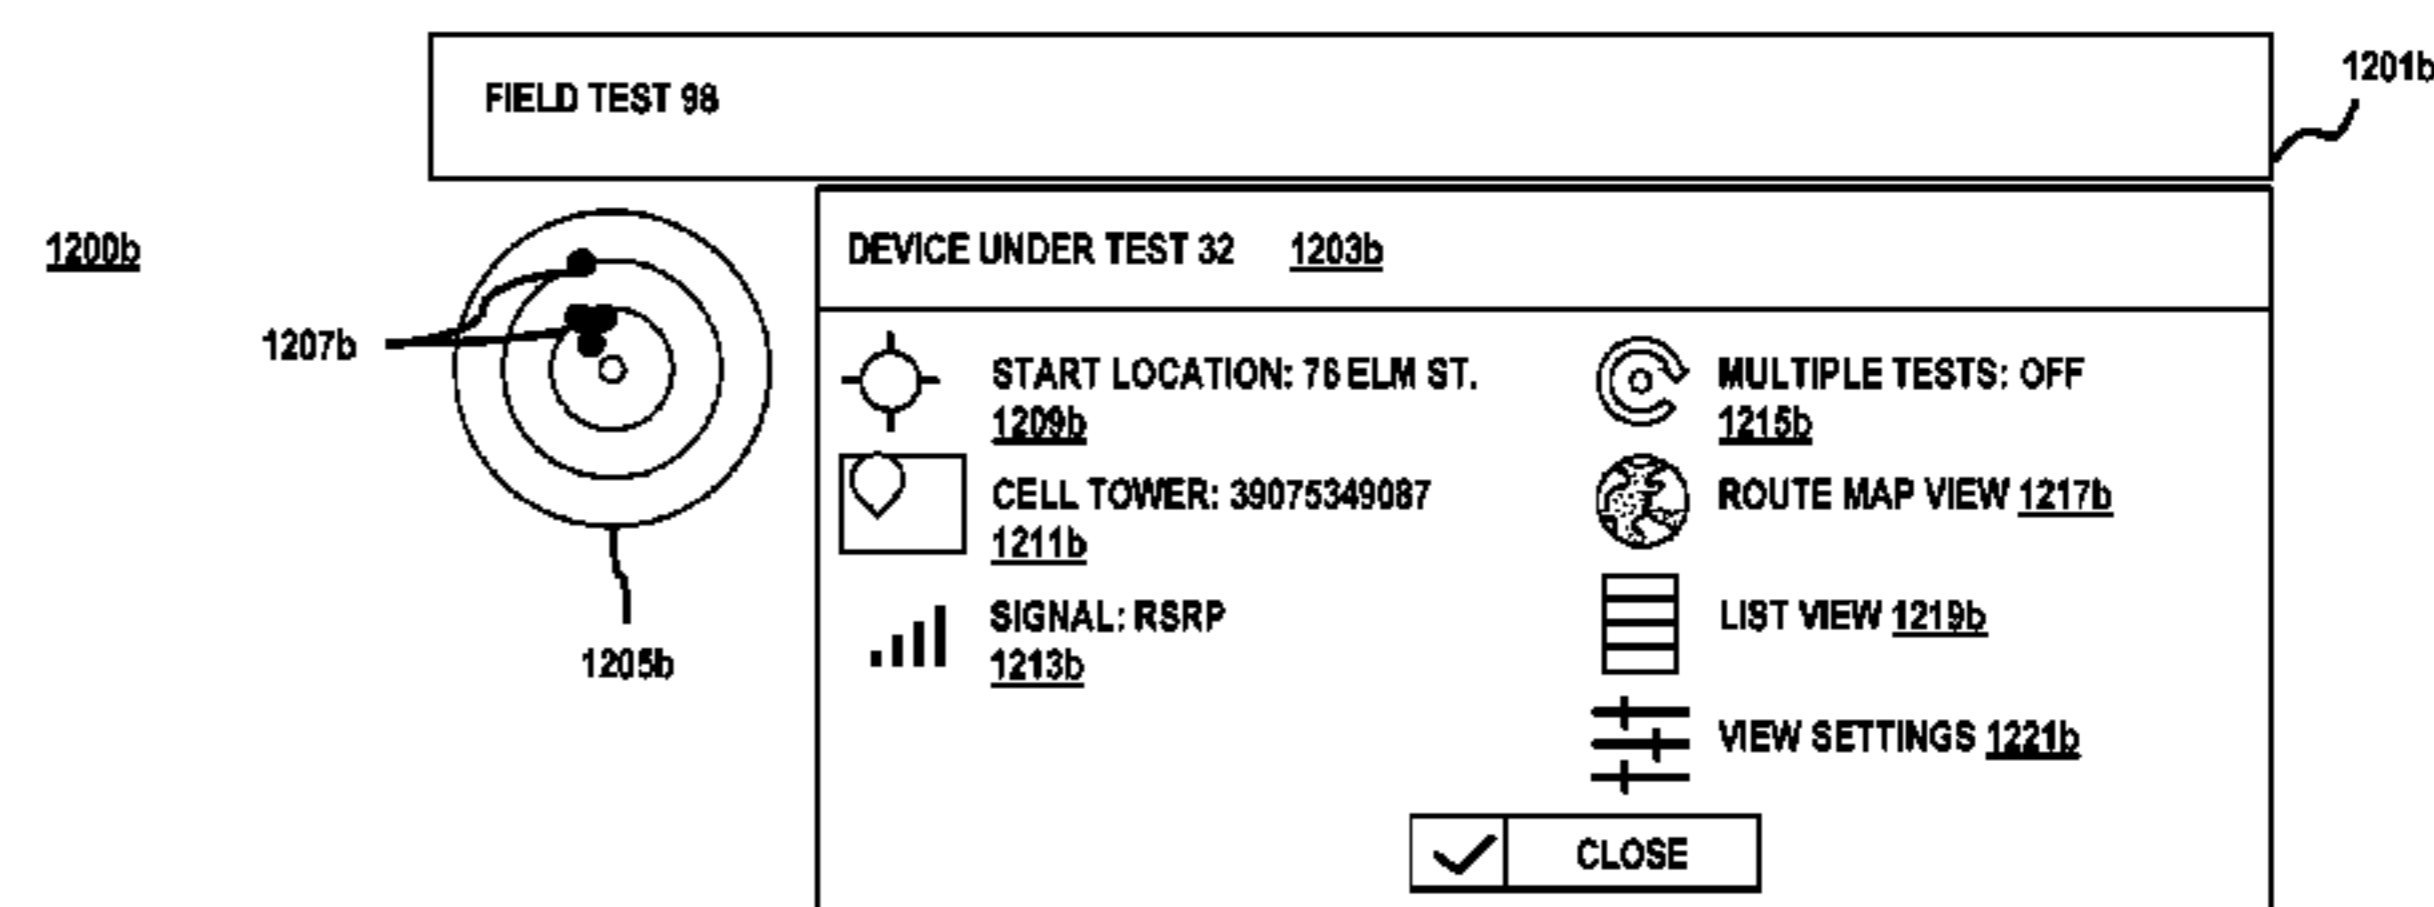 1201b
FIELD TEST 98
1200b
DEVICE UNDER TEST 32 1203b
1207b
START LOCATION: 76 ELM ST.
1209b
MULTIPLE TESTS: OFF
1215b
CELL TOWER: 39075349087
1211b
ROUTE MAP VIEW 1217b
SIGNAL: RSRP
1213b
LIST VIEW 1219b
1205b
VIEW SETTINGS 1221b
CLOSE